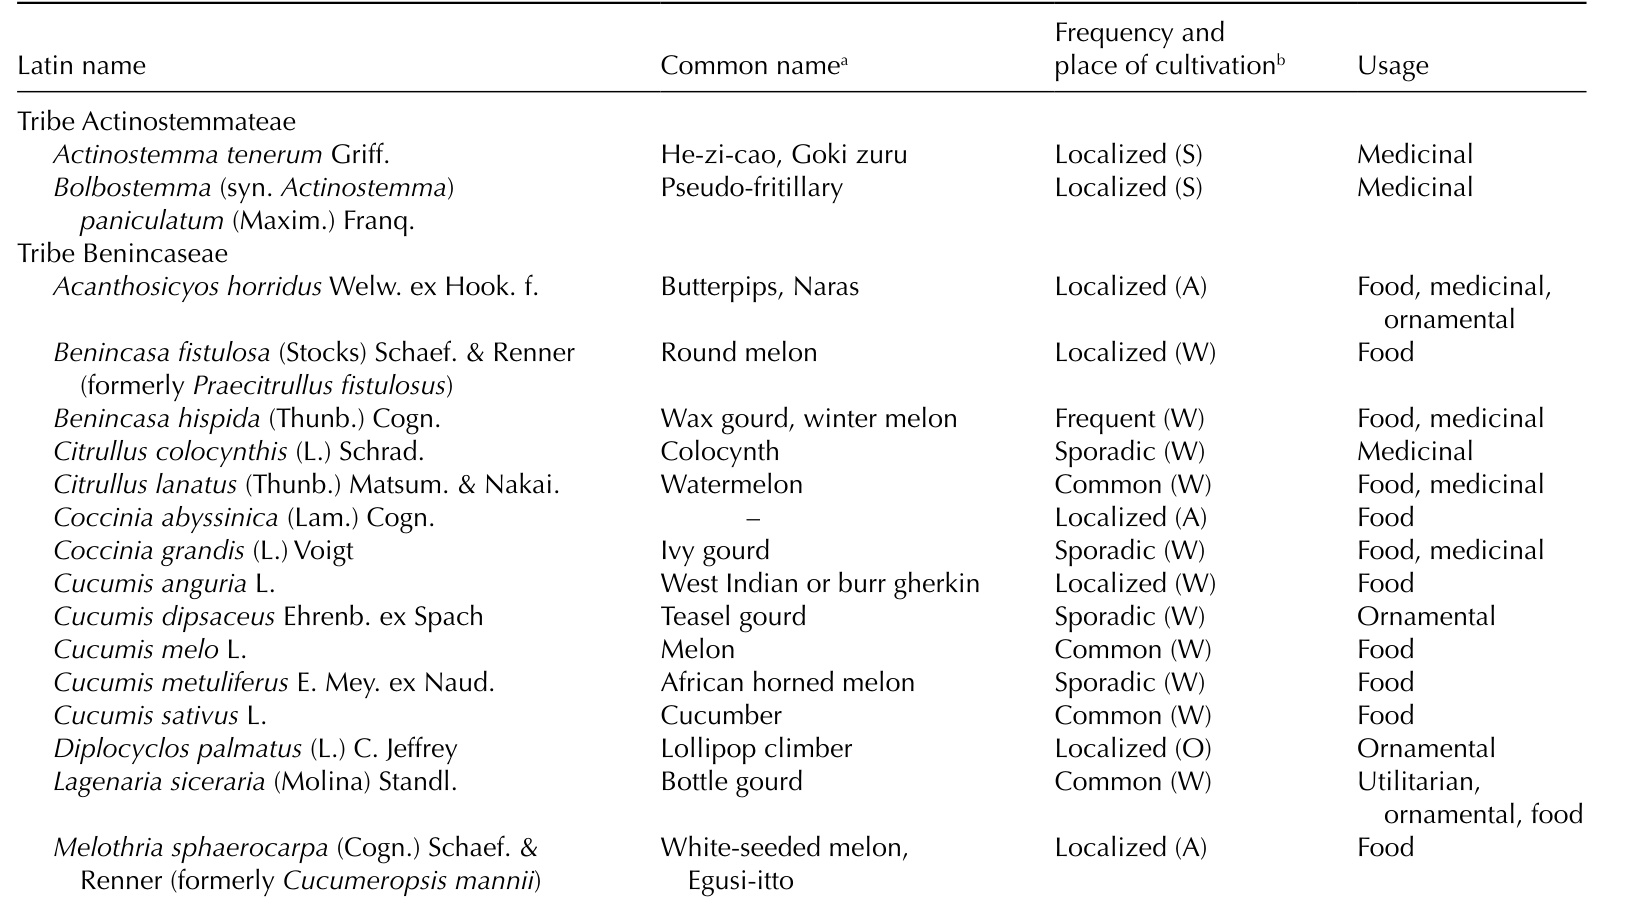 Frequency and
Latin name Common nameᵃ place of cultivationᵇ Usage
Tribe Actinostemmateae
Actinostemma tenerum Griff. He-zi-cao, Goki zuru Localized (S) Medicinal
Bolbostemma (syn. Actinostemma) Pseudo-fritillary Localized (S) Medicinal
paniculatum (Maxim.) Franq.
Tribe Benincaseae
Acanthosicyos horridus Welw. ex Hook. f. Butterpips, Naras Localized (A) Food, medicinal,
ornamental
Benincasa fistulosa (Stocks) Schaef. & Renner Round melon Localized (W) Food
(formerly Praecitrullus fistulosus)
Benincasa hispida (Thunb.) Cogn. Wax gourd, winter melon Frequent (W) Food, medicinal
Citrullus colocynthis (L.) Schrad. Colocynth Sporadic (W) Medicinal
Citrullus lanatus (Thunb.) Matsum. & Nakai. Watermelon Common (W) Food, medicinal
Coccinia abyssinica (Lam.) Cogn. – Localized (A) Food
Coccinia grandis (L.) Voigt Ivy gourd Sporadic (W) Food, medicinal
Cucumis anguria L. West Indian or burr gherkin Localized (W) Food
Cucumis dipsaceus Ehrenb. ex Spach Teasel gourd Sporadic (W) Ornamental
Cucumis melo L. Melon Common (W) Food
Cucumis metuliferus E. Mey. ex Naud. African horned melon Sporadic (W) Food
Cucumis sativus L. Cucumber Common (W) Food
Diplocyclos palmatus (L.) C. Jeffrey Lollipop climber Localized (O) Ornamental
Lagenaria siceraria (Molina) Standl. Bottle gourd Common (W) Utilitarian,
ornamental, food
Melothria sphaerocarpa (Cogn.) Schaef. & White-seeded melon, Localized (A) Food
Renner (formerly Cucumeropsis mannii) Egusi-itto